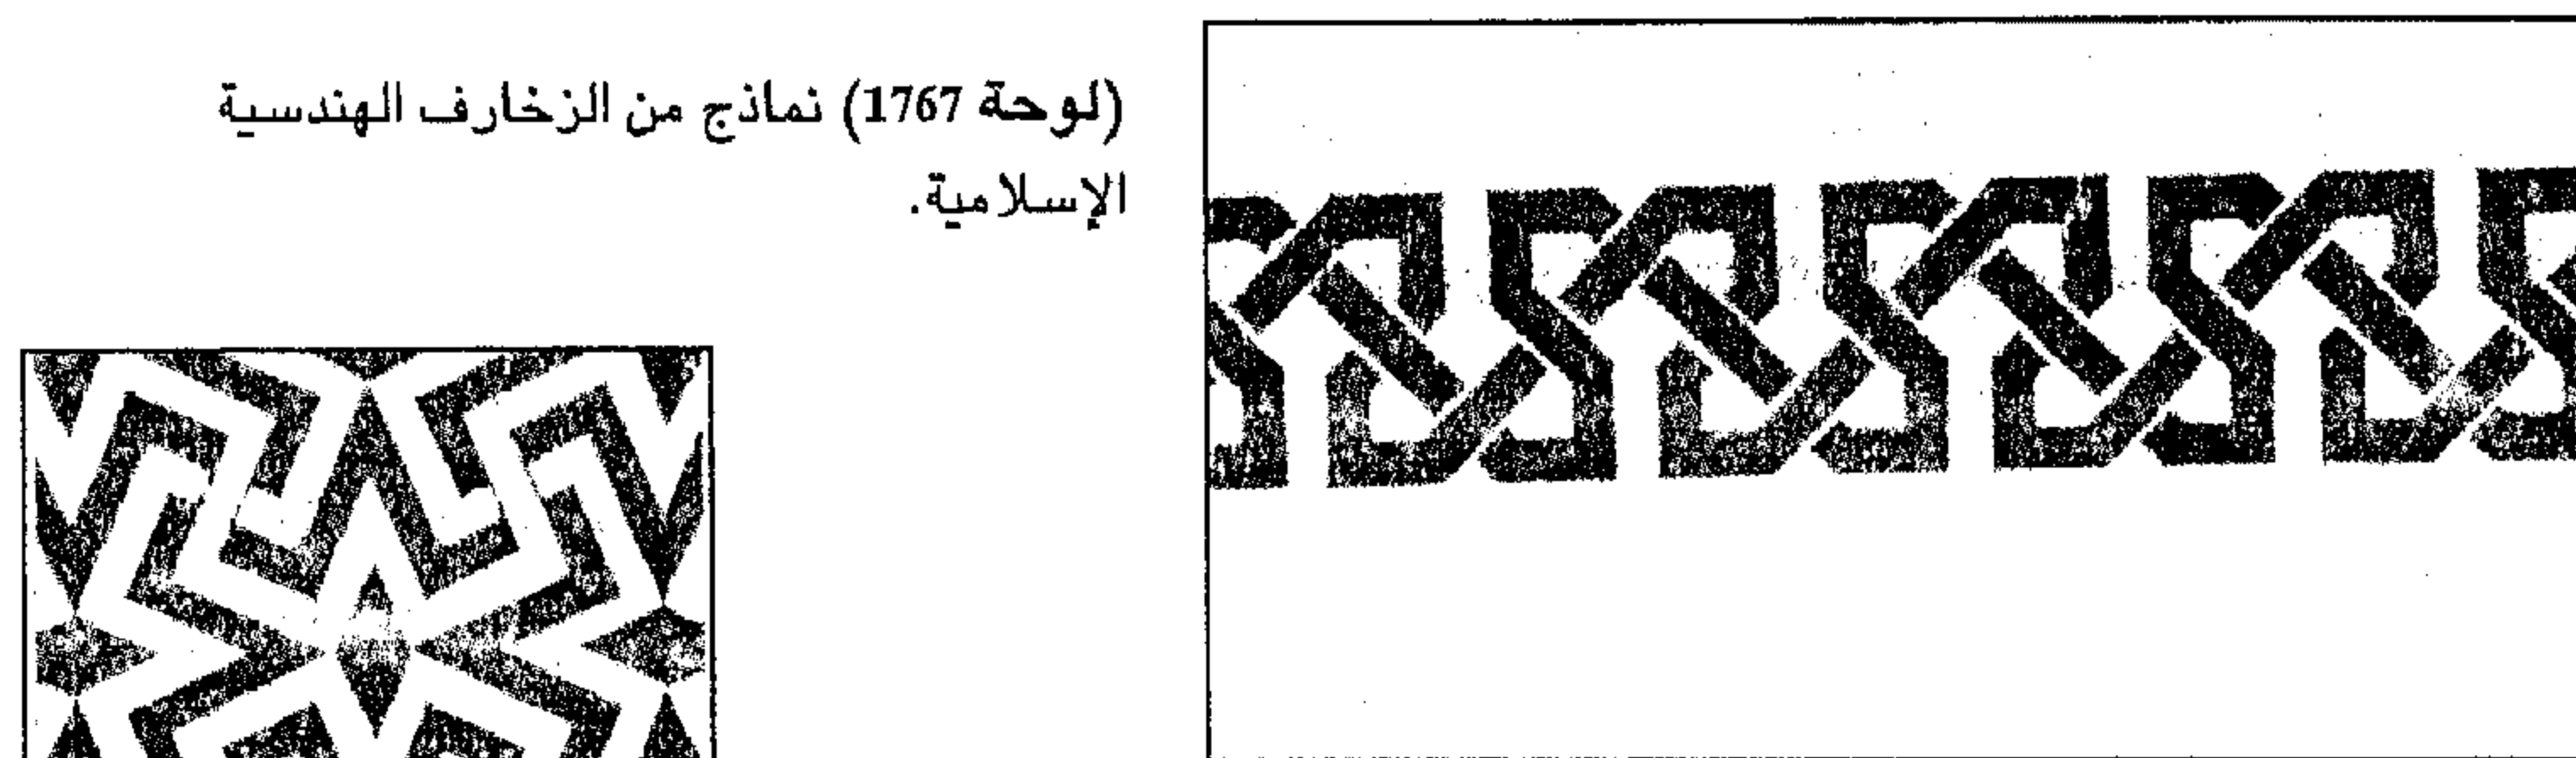 (لوحة 1767) نماذج من الزخارف الهندسية
الإسلامية.